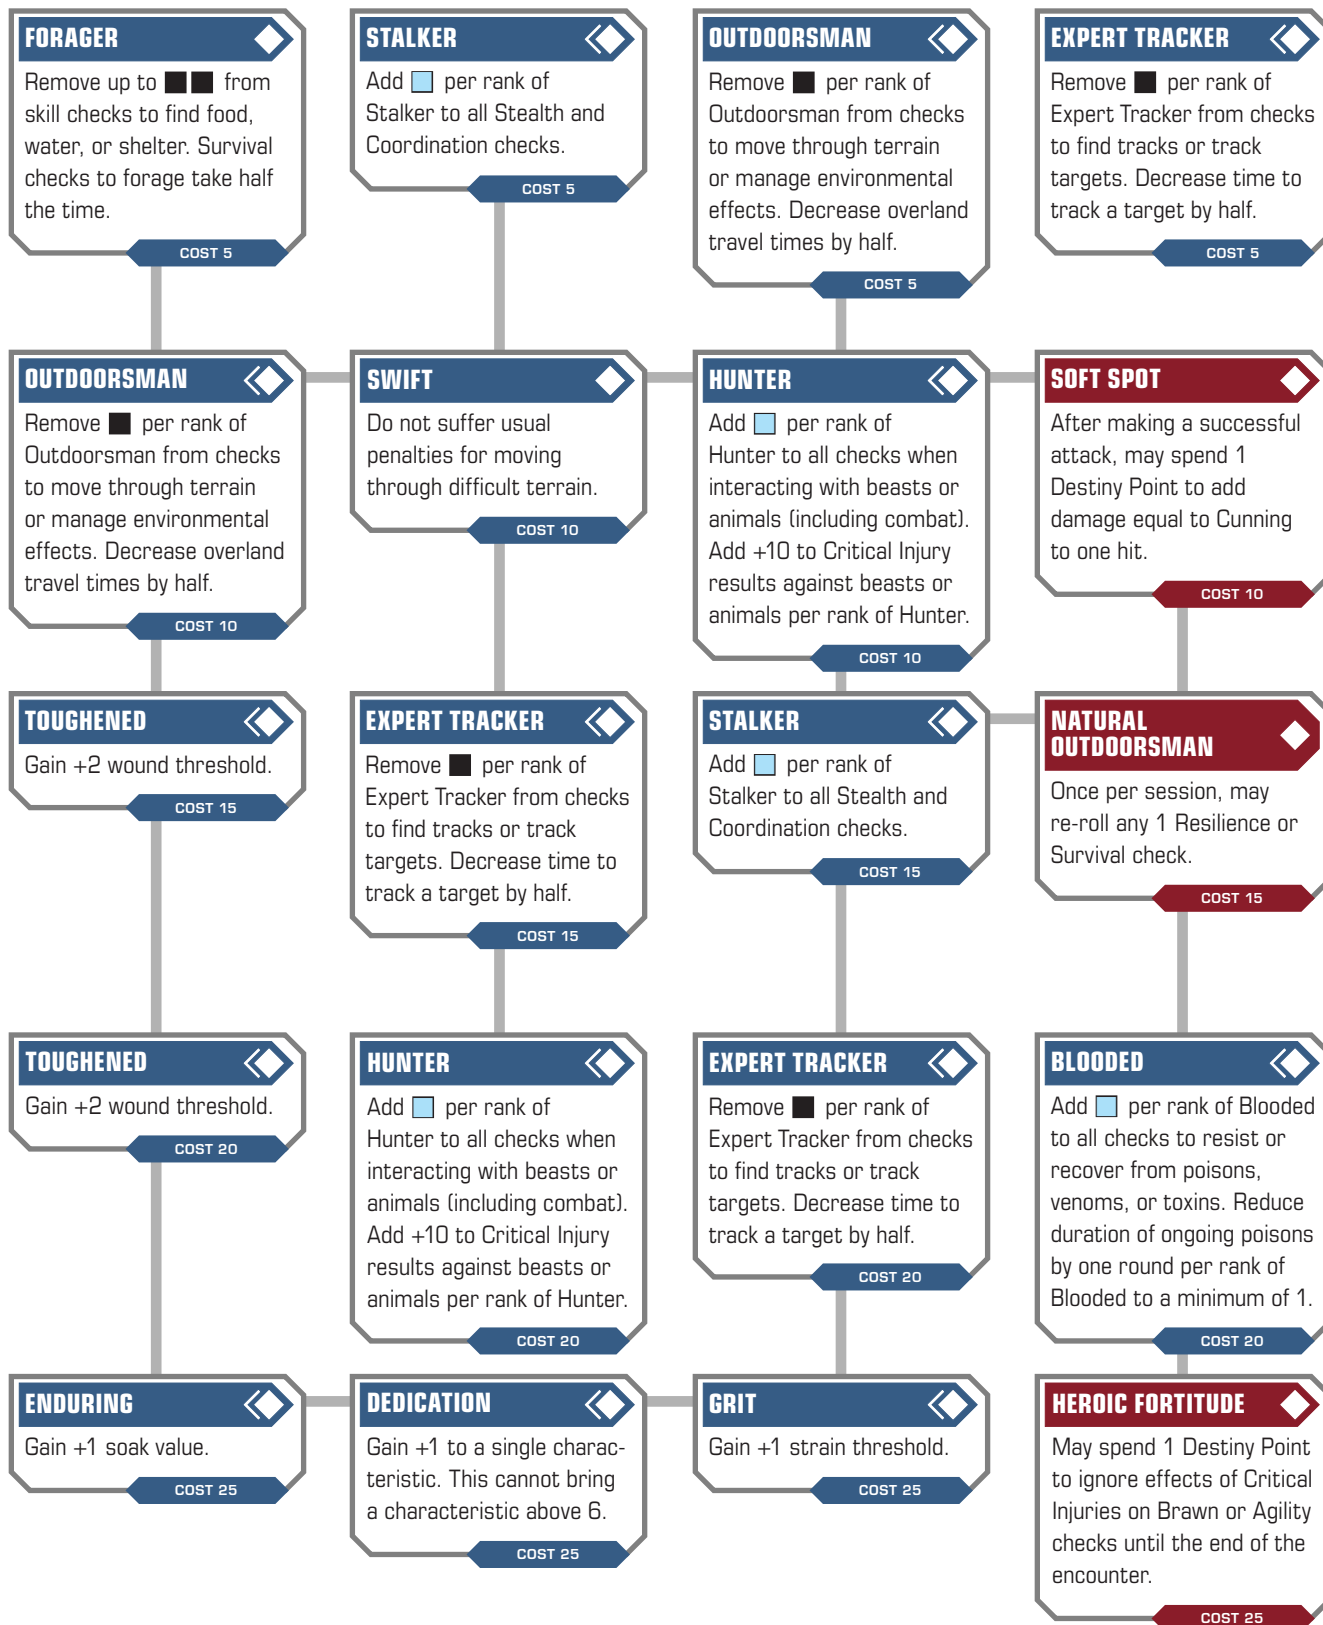 FORAGER
Remove up to from
skill checks to find food,
water, or shelter. Survival
checks to forage take half
the time.
COST 5
STALKER
Add per rank of
Stalker to all Stealth and
Coordination checks.
COST 5
OUTDOORSMAN
Remove per rank of
Outdoorsman from checks
to move through terrain
or manage environmental
effects. Decrease overland
travel times by half.
COST 5
EXPERT TRACKER
Remove per rank of
Expert Tracker from checks
to find tracks or track
targets. Decrease time to
track a target by half.
COST 5
OUTDOORSMAN
Remove per rank of
Outdoorsman from checks
to move through terrain
or manage environmental
effects. Decrease overland
travel times by half.
COST 10
SWIFT
Do not suffer usual
penalties for moving
through difficult terrain.
COST 10
HUNTER
Add per rank of
Hunter to all checks when
interacting with beasts or
animals (including combat).
Add +10 to Critical Injury
results against beasts or
animals per rank of Hunter.
COST 10
SOFT SPOT
After making a successful
attack, may spend 1
Destiny Point to add
damage equal to Cunning
to one hit.
COST 10
TOUGHENED
Gain +2 wound threshold.
COST 15
EXPERT TRACKER
Remove per rank of
Expert Tracker from checks
to find tracks or track
targets. Decrease time to
track a target by half.
COST 15
STALKER
Add per rank of
Stalker to all Stealth and
Coordination checks.
COST 15
NATURAL
OUTDOORSMAN
Once per session, may
re-roll any 1 Resilience or
Survival check.
COST 15
TOUGHENED
Gain +2 wound threshold.
COST 20
HUNTER
Add per rank of
Hunter to all checks when
interacting with beasts or
animals (including combat).
Add +10 to Critical Injury
results against beasts or
animals per rank of Hunter.
COST 20
EXPERT TRACKER
Remove per rank of
Expert Tracker from checks
to find tracks or track
targets. Decrease time to
track a target by half.
COST 20
BLOODED
Add per rank of Blooded
to all checks to resist or
recover from poisons,
venoms, or toxins. Reduce
duration of ongoing poisons
by one round per rank of
Blooded to a minimum of 1.
COST 20
ENDURING
Gain +1 soak value.
COST 25
DEDICATION
Gain +1 to a single charac-
teristic. This cannot bring
a characteristic above 6.
COST 25
GRIT
Gain +1 strain threshold.
COST 25
HEROIC FORTITUDE
May spend 1 Destiny Point
to ignore effects of Critical
Injuries on Brawn or Agility
checks until the end of the
encounter.
COST 25